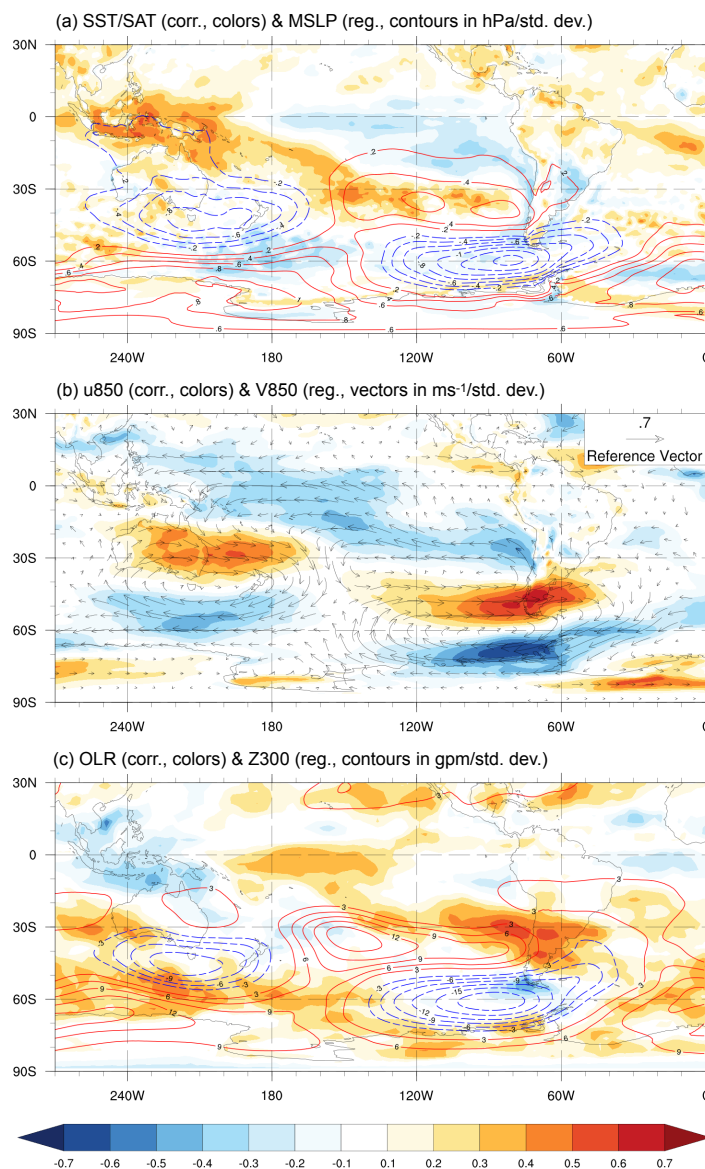 (a) SST/SAT (corr., colors) & MSLP (reg., contours in hPa/std. dev.)
30N
0
30S
60S
90S
240W 180 120W 60W 0
(b) u850 (corr., colors) & V850 (reg., vectors in ms-1/std. dev.)
30N
.7
Reference Vector
0
30S
60S
90S
240W 180 120W 60W 0
(c) OLR (corr., colors) & Z300 (reg., contours in gpm/std. dev.)
30N
0
30S
60S
90S
240W 180 120W 60W 0
-0.7 -0.6 -0.5 -0.4 -0.3 -0.2 -0.1 0.1 0.2 0.3 0.4 0.5 0.6 0.7